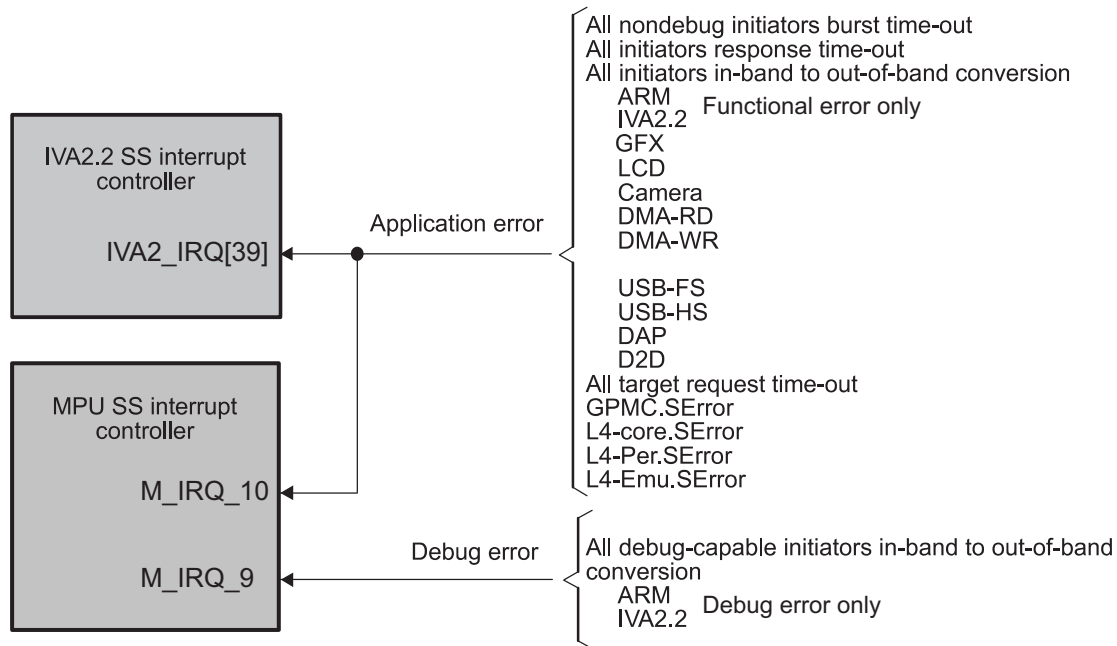 All nondebug initiators burst time-out
All initiators response time-out
All initiators in-band to out-of-band conversion
ARM
IVA2.2
Functional error only
GFX
LCD
Camera
DMA-RD
DMA-WR
USB-FS
USB-HS
DAP
D2D
All target request time-out
GPMC.SError
L4-core.SError
L4-Per.SError
L4-Emu.SError
IVA2.2 SS interrupt
controller
IVA2_IRQ[39]
Application error
MPU SS interrupt
controller
M_IRQ_10
M_IRQ_9
Debug error
All debug-capable initiators in-band to out-of-band
conversion
ARM
IVA2.2
Debug error only